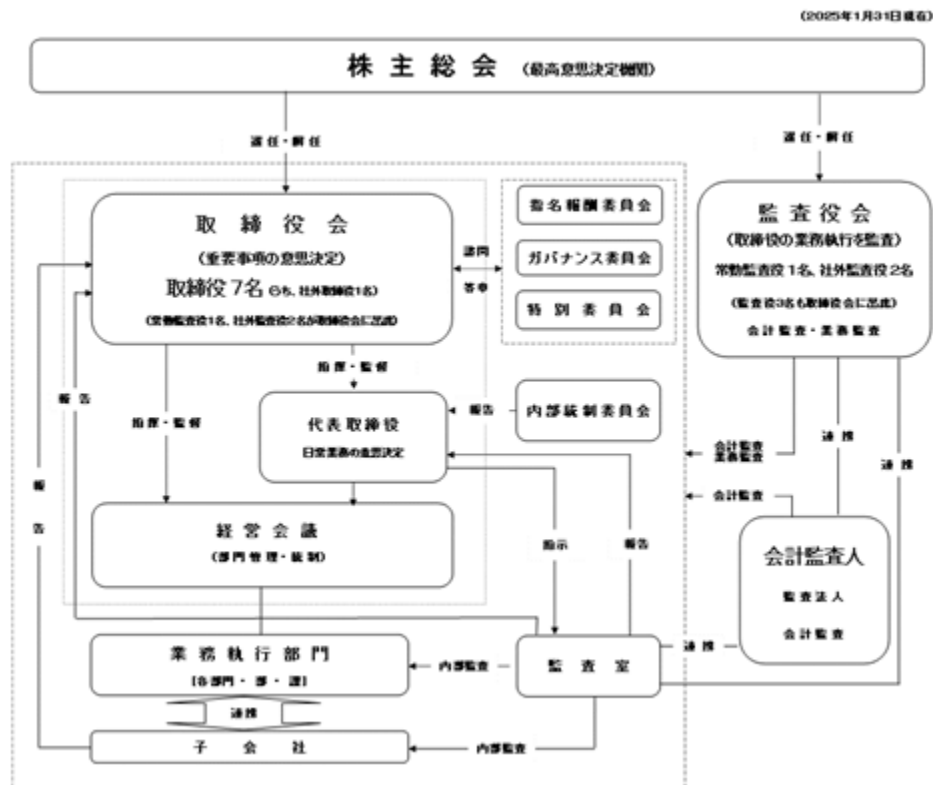 (2025年1月31日現在)
株主総会 (最高意思決定機関)
選任・解任
選任・解任
取締役会
(重要事項の意思決定)
取締役7名 (うち、社外取締役1名)
(常勤監査役1名、社外監査役2名が取締役会に出席)
諮問
答申
指名報酬委員会
ガバナンス委員会
特別委員会
監査役会
(取締役の業務執行を監査)
常勤監査役1名、社外監査役2名
(監査役3名も取締役会に出席)
会計監査・業務監査
指揮・監督
指揮・監督
報告
報告
代表取締役
日常業務の意思決定
報告
内部統制委員会
会計監査
業務監査
連携
連携
会計監査
経営会議
(部門管理・統制)
指示
報告
会計監査人
監査法人
会計監査
業務執行部門
[各部門・部・課]
内部監査
監査室
連携
連携
子会社
内部監査